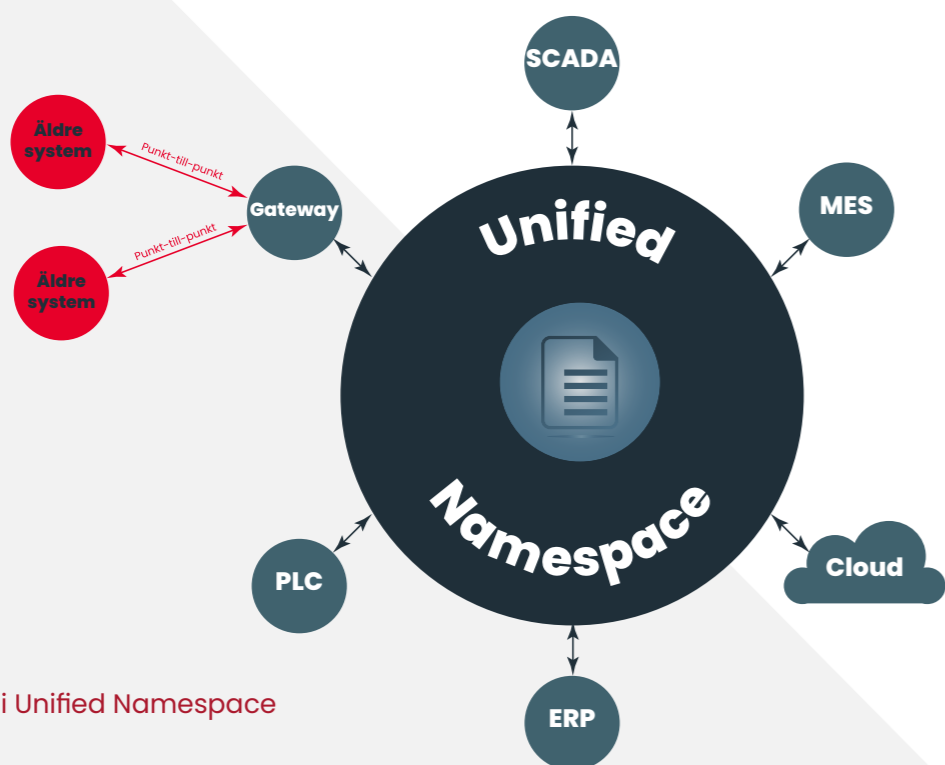 SCADA
Äldre
system
Punkt-till-punkt
Gateway
MES
Unified
Punkt-till-punkt
Äldre
system
Namespace
PLC
Cloud
i Unified Namespace
ERP